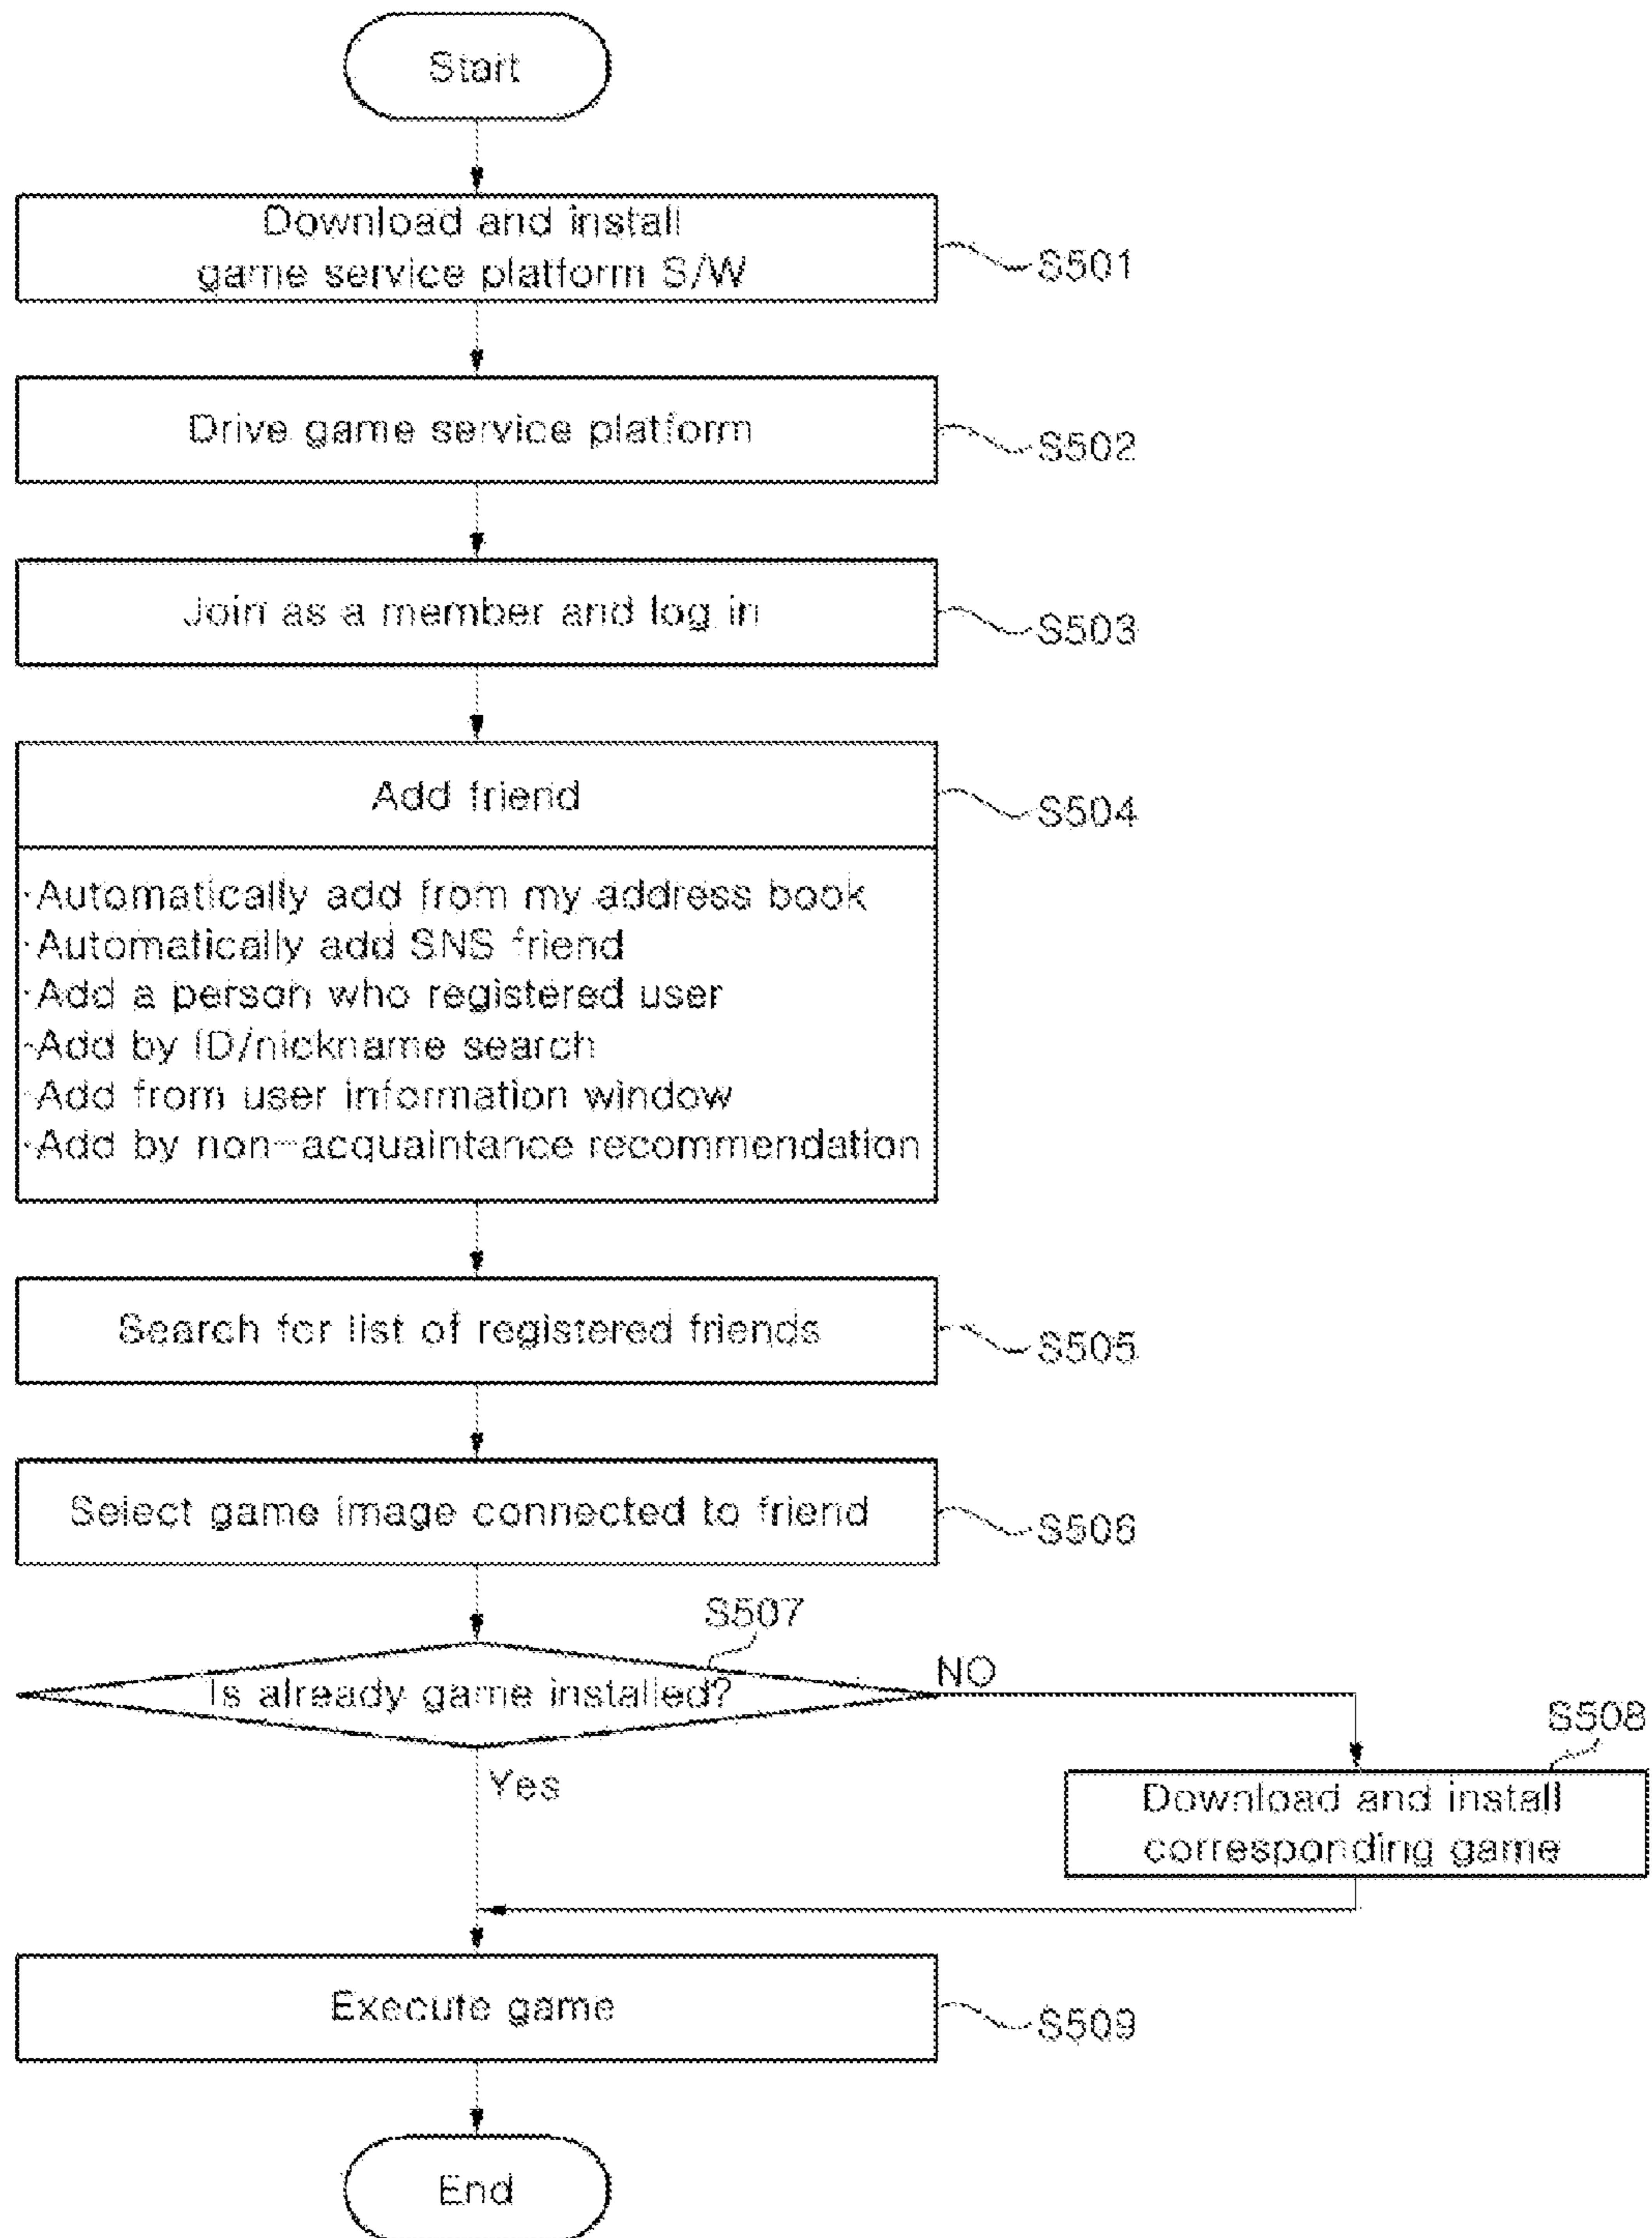 Start
Download and install
game service platform S/W
S501
Drive game service platform
S502
Join as a member and log in
S503
Add friend
S504
·Automatically add from my address book
·Automatically add SNS friend
·Add a person who registered user
·Add by ID/nickname search
·Add from user information window
·Add by non-acquaintance recommendation
Search for list of registered friends
S505
Select game image connected to friend
S506
S507
Is already game installed?
NO
Yes
S508
Download and install
corresponding game
Execute game
S509
End